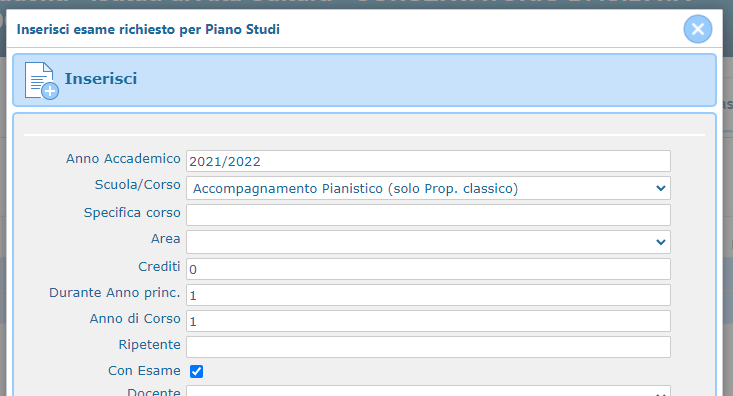 Inserisci esame richiesto per Piano Studi
Inserisci
Anno Accademico 2021/2022
Scuola/Corso Accompagnamento Pianistico (solo Prop. classico)
Specifica corso
Area
Crediti 0
Durante Anno princ. 1
Anno di Corso 1
Ripetente
Con Esame
Docente